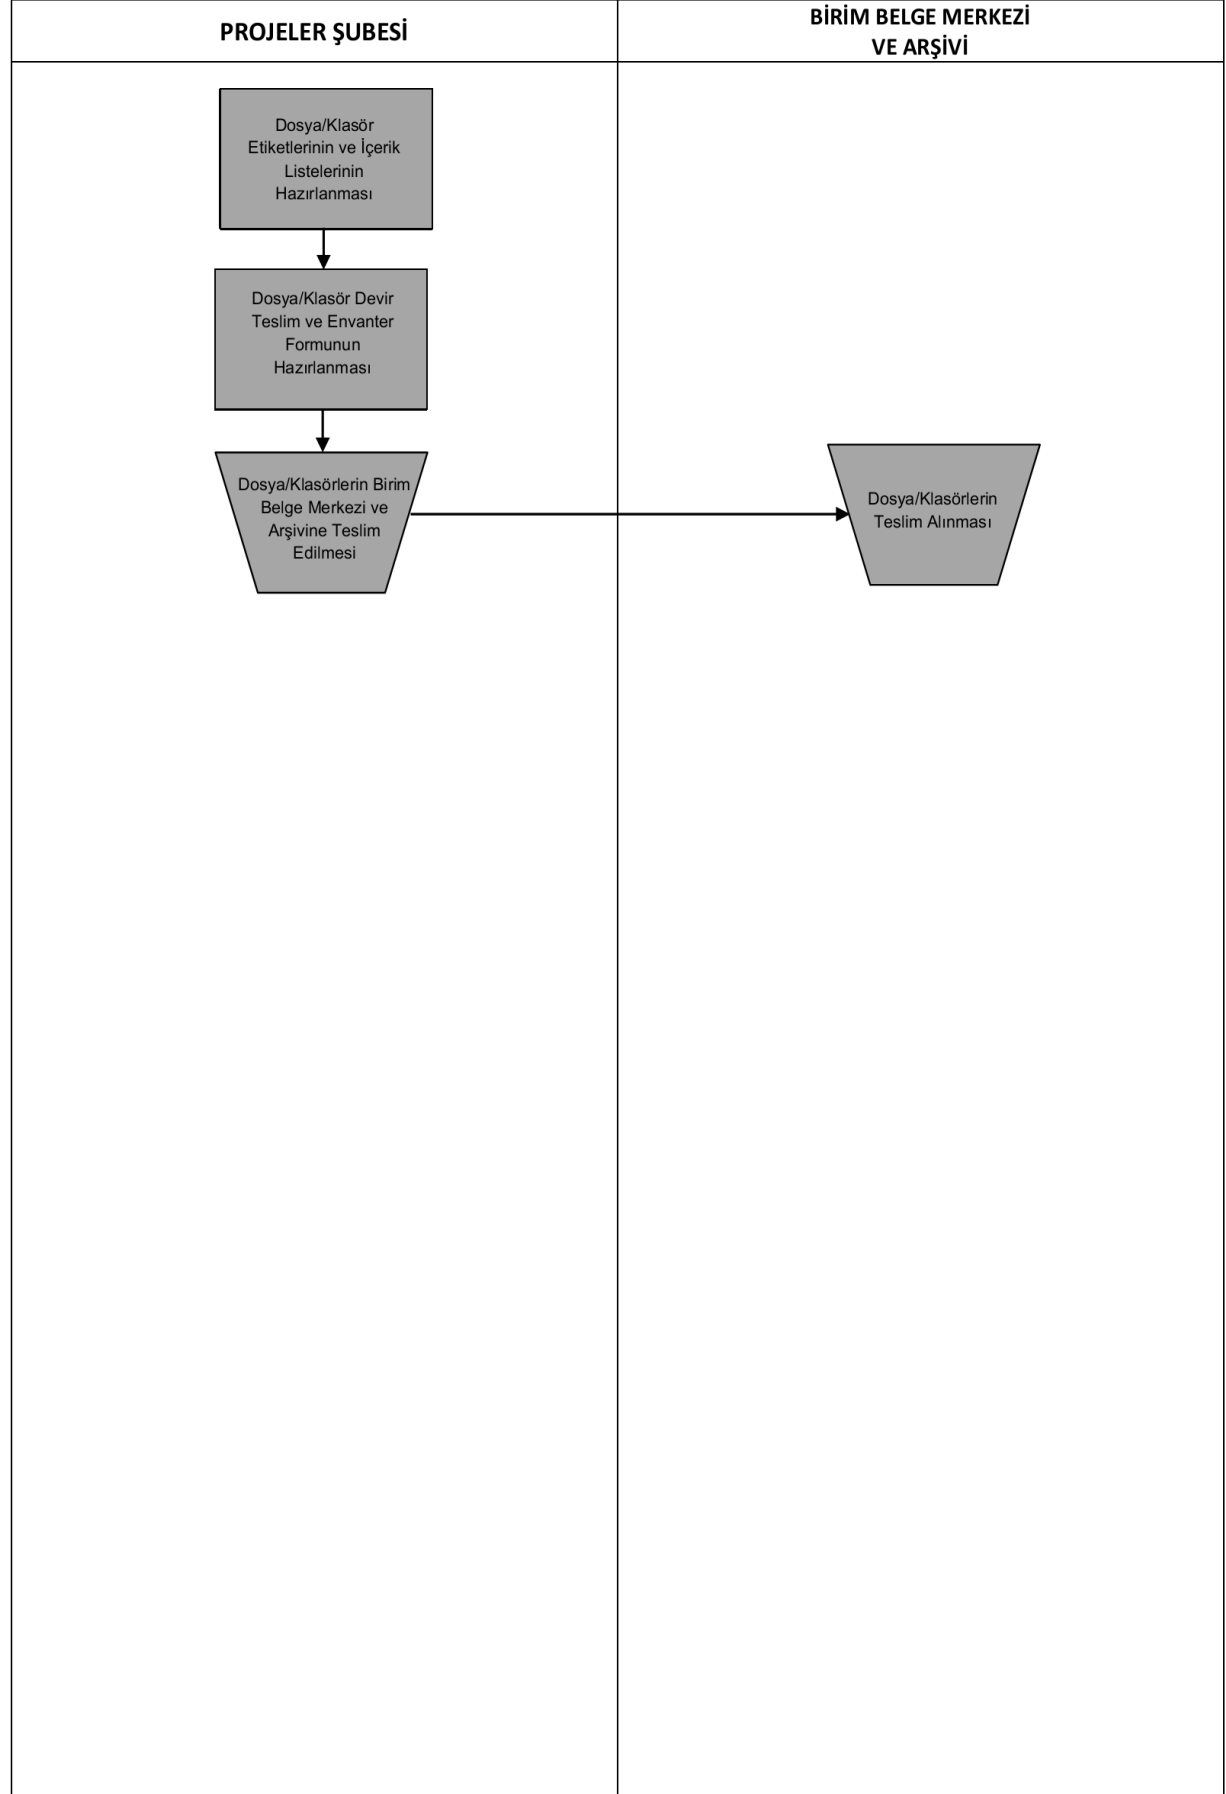 PROJELER ŞUBESİ
BİRİM BELGE MERKEZİ
VE ARŞİVİ
Dosya/Klasör
Etiketlerinin ve İçerik
Listelerinin
Hazırlanması
Dosya/Klasör Devir
Teslim ve Envanter
Formunun
Hazırlanması
Dosya/Klasörlerin Birim
Belge Merkezi ve
Arşivine Teslim
Edilmesi
Dosya/Klasörlerin
Teslim Alınması